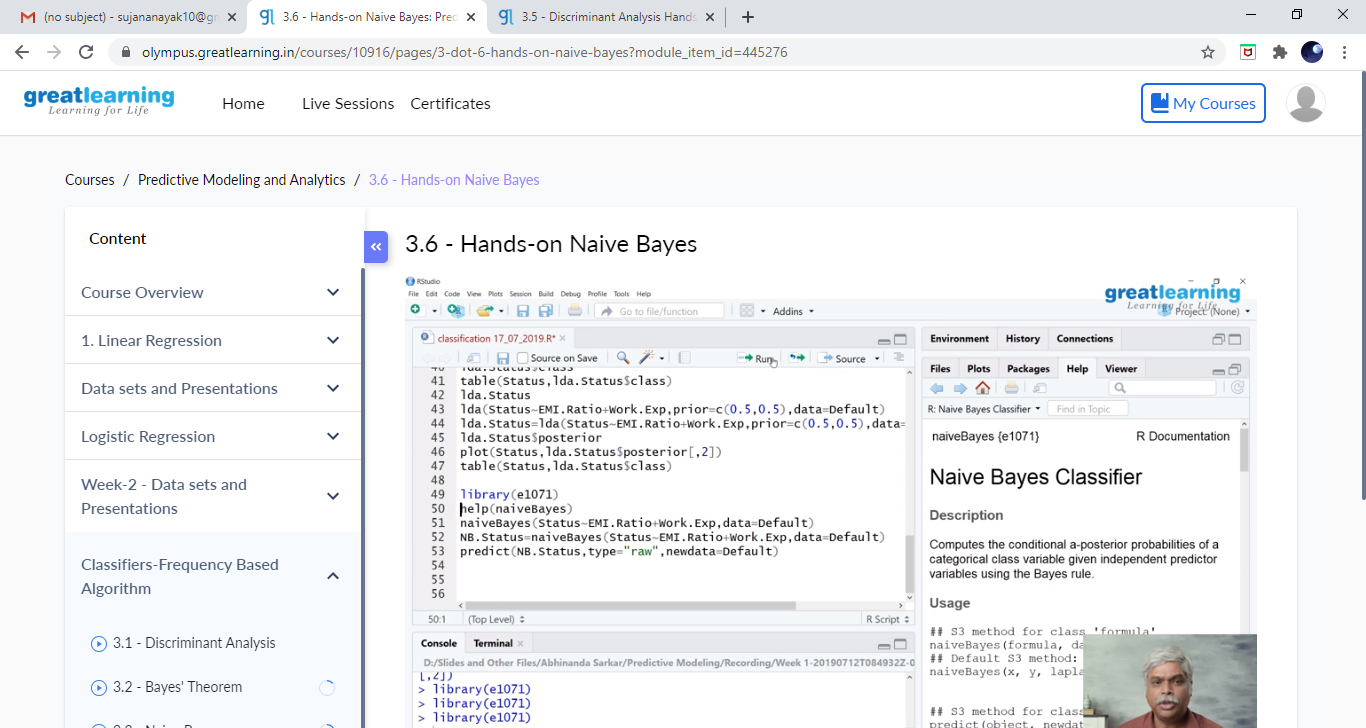 (no subject) - sujananayak10@gr
3.6 - Hands-on Naive Bayes: Pred
3.5 - Discriminant Analysis Hands
olympus.greatlearning.in/courses/10916/pages/3-dot-6-hands-on-naive-bayes?module_item_id=445276
greatlearning
Learning for Life
Home
Live Sessions
Certificates
My Courses
Courses / Predictive Modeling and Analytics / 3.6 - Hands-on Naive Bayes
Content
Course Overview
1. Linear Regression
Data sets and Presentations
Logistic Regression
Week-2 - Data sets and
Presentations
Classifiers-Frequency Based
Algorithm
3.1 - Discriminant Analysis
3.2 - Bayes' Theorem
3.6 - Hands-on Naive Bayes
RStudio
File Edit Code View Plots Session Build Debug Profile Tools Help
Go to file/function
Addins
greatlearning
Learning for Life
Project: (None)
classification 17_07_2019.R*
Source on Save
Run
Source
40 lda.Status$class
41 table(Status,lda.Status$class)
42 lda.Status
43 lda(Status~EMI.Ratio+Work.Exp,prior=c(0.5,0.5),data=Default)
44 lda.Status=lda(Status~EMI.Ratio+Work.Exp,prior=c(0.5,0.5),data=
45 lda.Status$posterior
46 plot(Status,lda.Status$posterior[,2])
47 table(Status,lda.Status$class)
48
49 library(e1071)
50 help(naiveBayes)
51 naiveBayes(Status~EMI.Ratio+Work.Exp,data=Default)
52 NB.Status=naiveBayes(Status~EMI.Ratio+Work.Exp,data=Default)
53 predict(NB.Status,type="raw",newdata=Default)
54
55
56
50:1 (Top Level) R Script
Console Terminal
D:/Slides and Other Files/Abhinanda Sarkar/Predictive Modeling/Recording/Week 1-20190712T084932Z-0
[,2])
> library(e1071)
> library(e1071)
> library(e1071)
Environment History Connections
Files Plots Packages Help Viewer
R: Naive Bayes Classifier Find in Topic
naiveBayes {e1071} R Documentation
Naive Bayes Classifier
Description
Computes the conditional a-posterior probabilities of a
categorical class variable given independent predictor
variables using the Bayes rule.
Usage
## S3 method for class 'formula'
naiveBayes(formula, da
## Default S3 method:
naiveBayes(x, y, lapla
## S3 method for class
predict(object, newdat